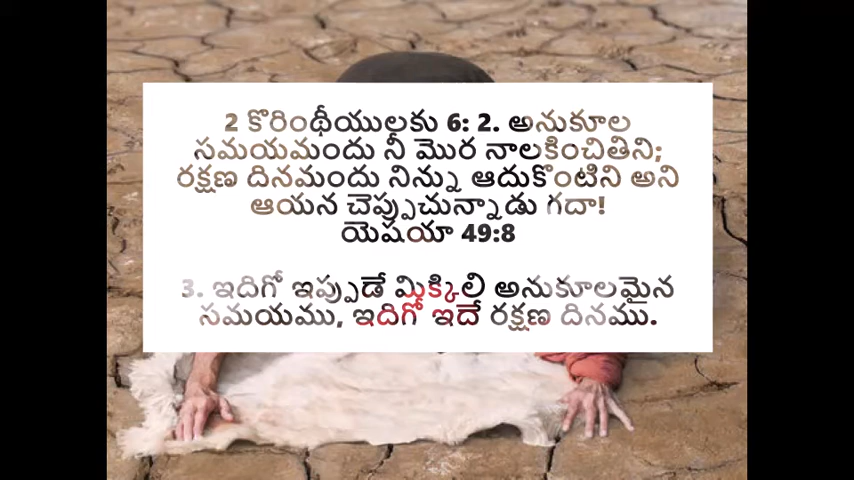 2 కొరింథీయులకు 6: 2. అనుకూల
సమయమందు నీ మొర నాలకించితిని;
రక్షణ దినమందు నిన్ను ఆదుకొంటిని అని
ఆయన చెప్పుచున్నాడు గదా!
యెషయా 49:8
3. ఇదిగో ఇప్పుడే మిక్కిలి అనుకూలమైన
సమయము, ఇదిగో ఇదే రక్షణ దినము.